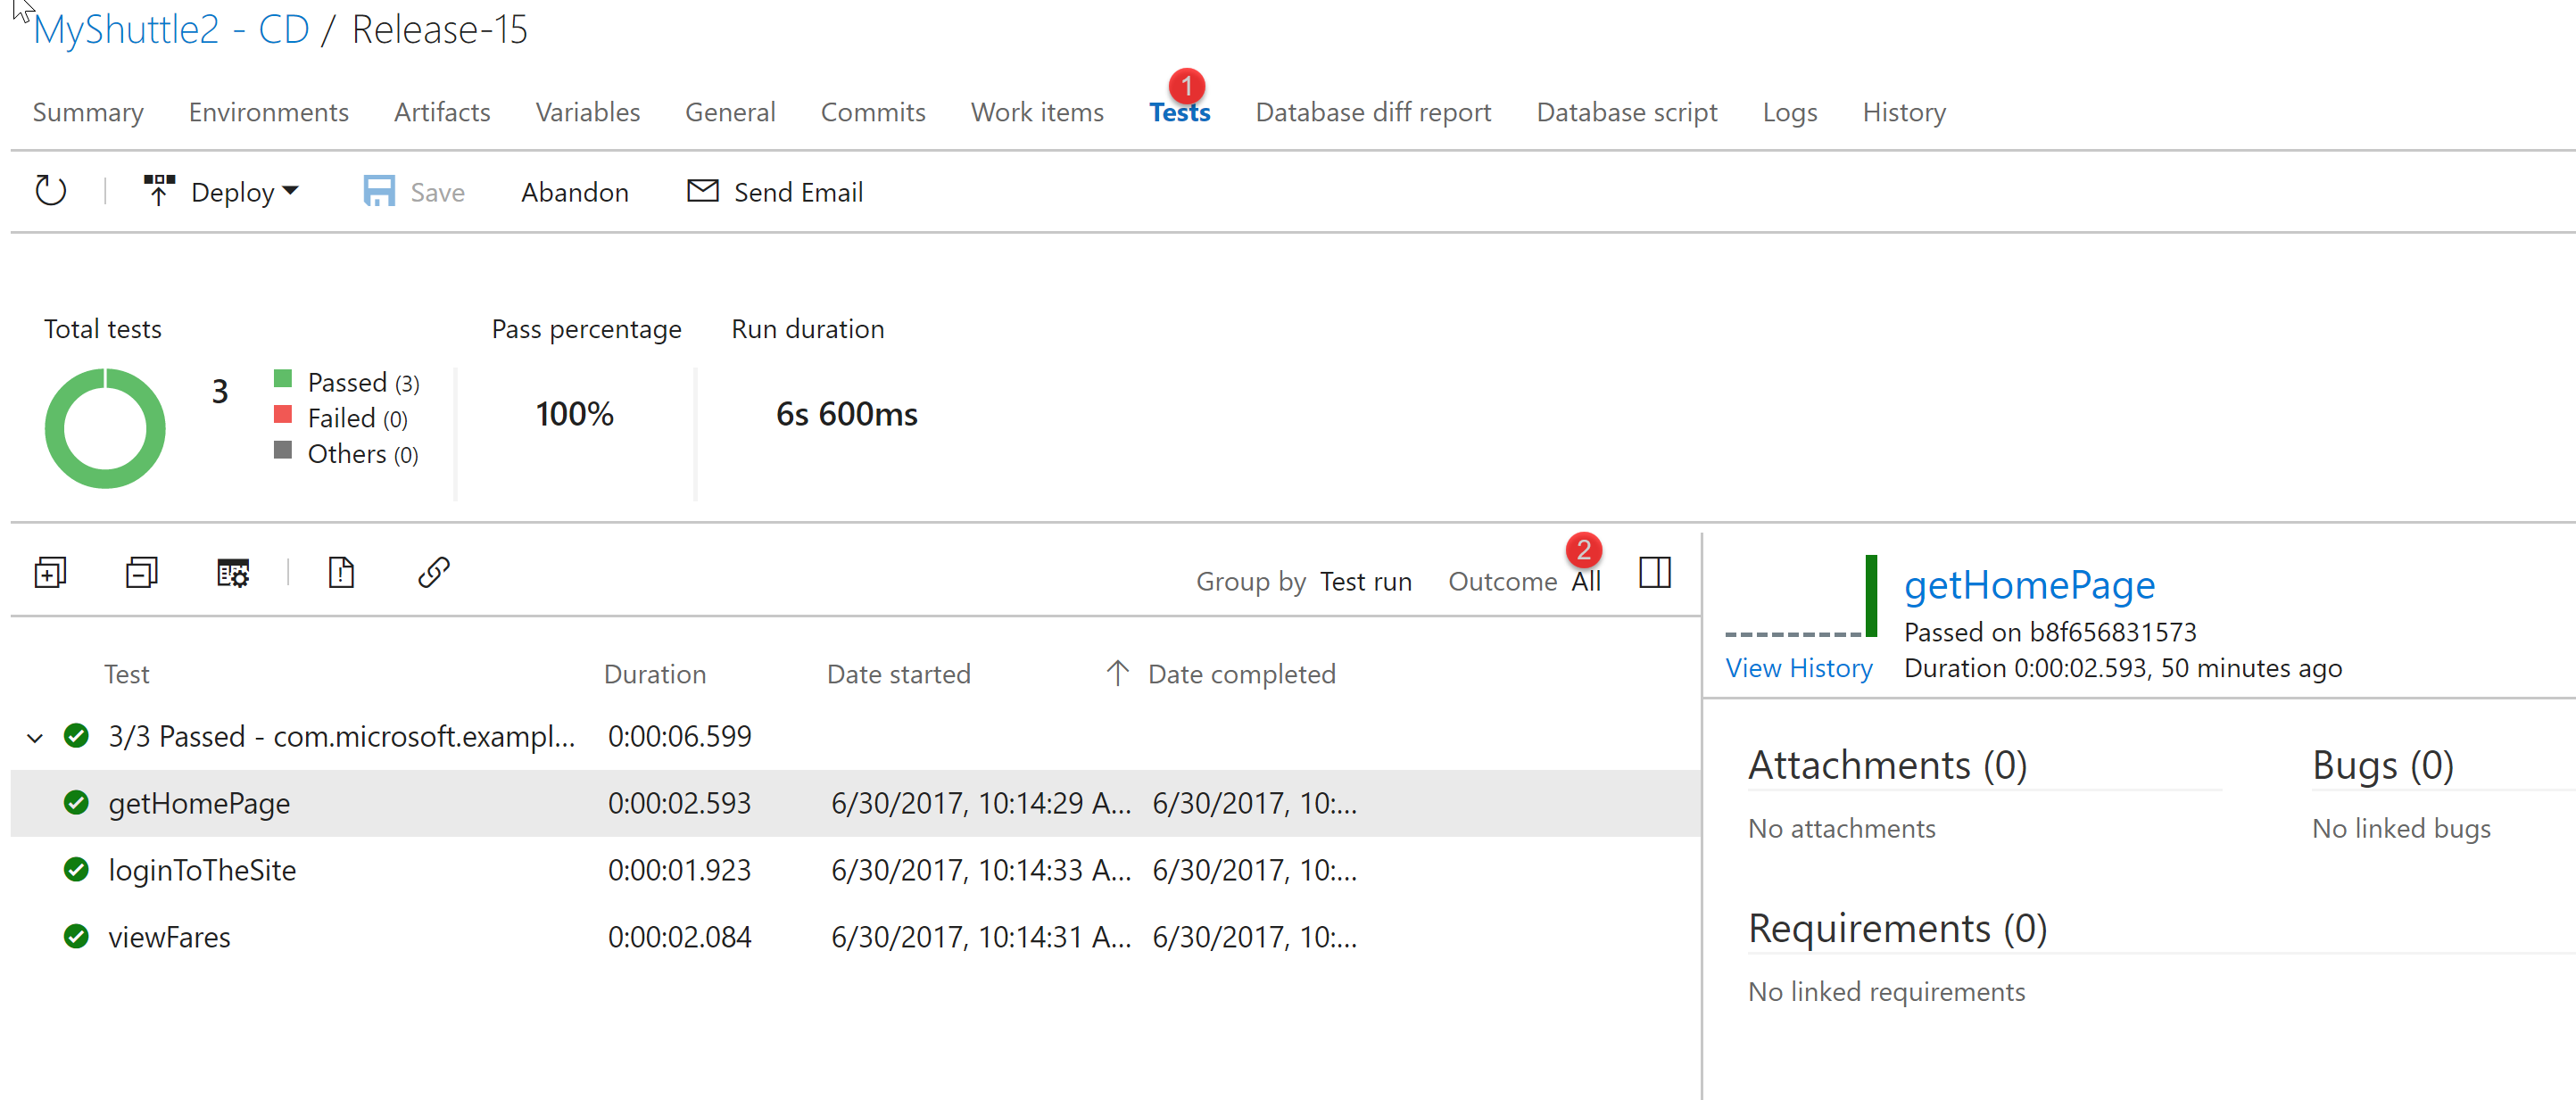 MyShuttle2 - CD / Release-15
1
Summary Environments Artifacts Variables General Commits Work items Tests Database diff report Database script Logs History
Deploy Save Abandon Send Email
Total tests Pass percentage Run duration
3
Passed (3)
Failed (0)
Others (0)
100%
6s 600ms
2
Group by Test run Outcome All
Test Duration Date started Date completed
3/3 Passed - com.microsoft.exampl... 0:00:06.599
getHomePage 0:00:02.593 6/30/2017, 10:14:29 A... 6/30/2017, 10:...
loginToTheSite 0:00:01.923 6/30/2017, 10:14:33 A... 6/30/2017, 10:...
viewFares 0:00:02.084 6/30/2017, 10:14:31 A... 6/30/2017, 10:...
getHomePage
Passed on b8f656831573
View History Duration 0:00:02.593, 50 minutes ago
Attachments (0) Bugs (0)
No attachments No linked bugs
Requirements (0)
No linked requirements